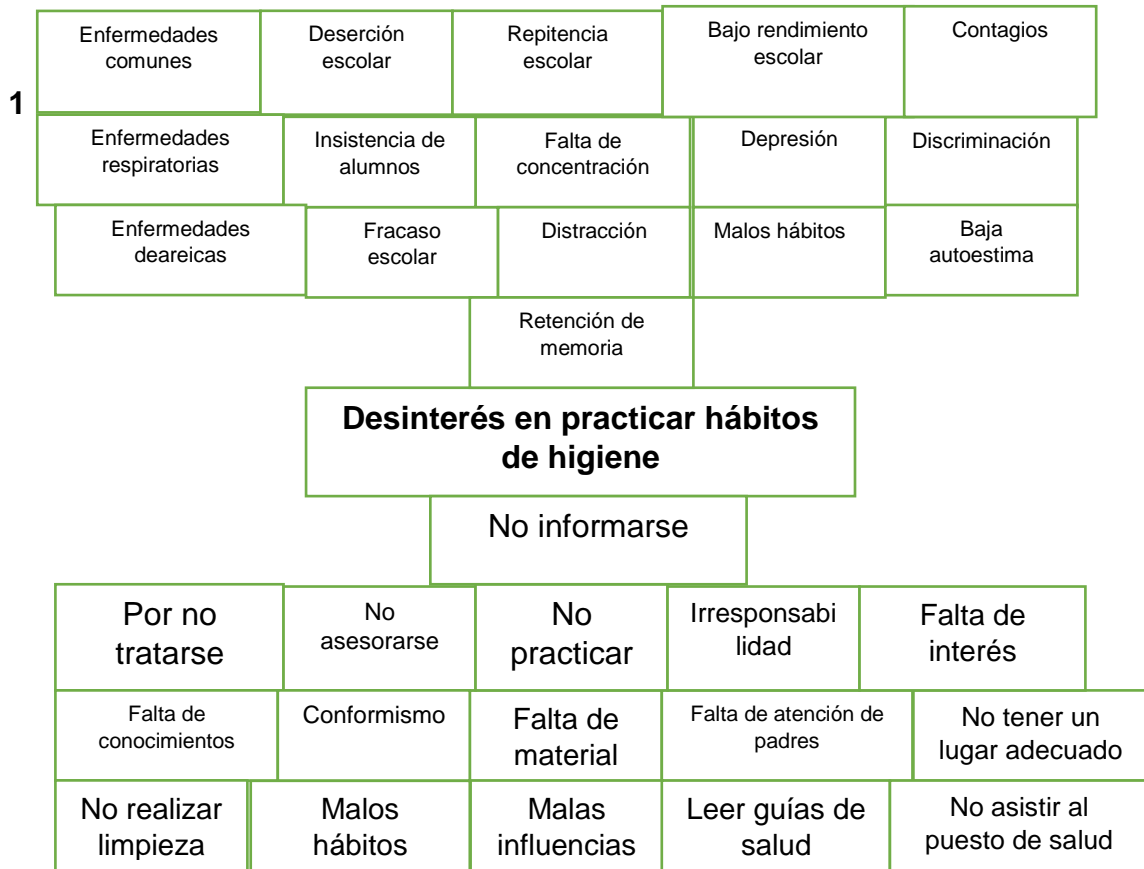 Enfermedades
comunes
Deserción
escolar
Repitencia
escolar
Bajo rendimiento
escolar
Contagios
1
Enfermedades
respiratorias
Insistencia de
alumnos
Falta de
concentración
Depresión
Discriminación
Enfermedades
deareicas
Fracaso
escolar
Distracción
Malos hábitos
Baja
autoestima
Retención de
memoria
Desinterés en practicar hábitos
de higiene
No informarse
Por no
tratarse
No
asesorarse
No
practicar
Irresponsabi
lidad
Falta de
interés
Falta de
conocimientos
Conformismo
Falta de
material
Falta de atención de
padres
No tener un
lugar adecuado
No realizar
limpieza
Malos
hábitos
Malas
influencias
Leer guías de
salud
No asistir al
puesto de salud